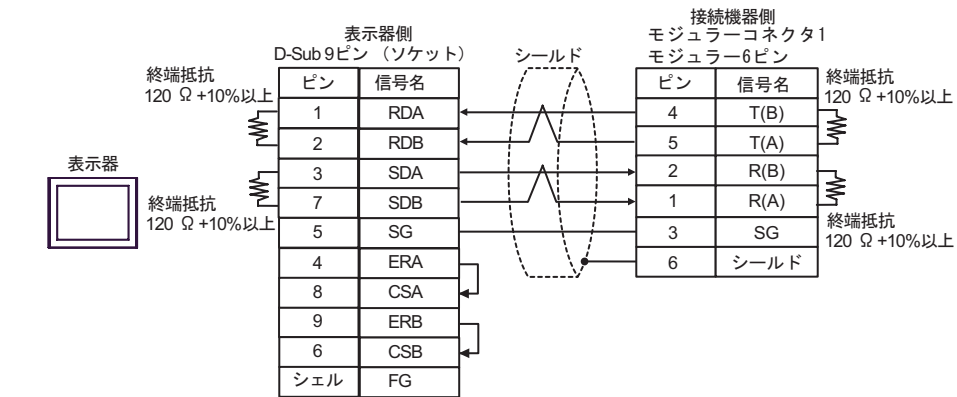 表示器側
D-Sub 9ピン （ソケット）
シールド
接続機器側
モジュラーコネクタ1
モジュラー6ピン
終端抵抗
120 Ω +10%以上
終端抵抗
120 Ω +10%以上
ピン 信号名
1 RDA
2 RDB
3 SDA
7 SDB
5 SG
4 ERA
8 CSA
9 ERB
6 CSB
シェル FG
表示器
終端抵抗
120 Ω +10%以上
ピン 信号名
4 T(B)
5 T(A)
2 R(B)
1 R(A)
3 SG
6 シールド
終端抵抗
120 Ω +10%以上